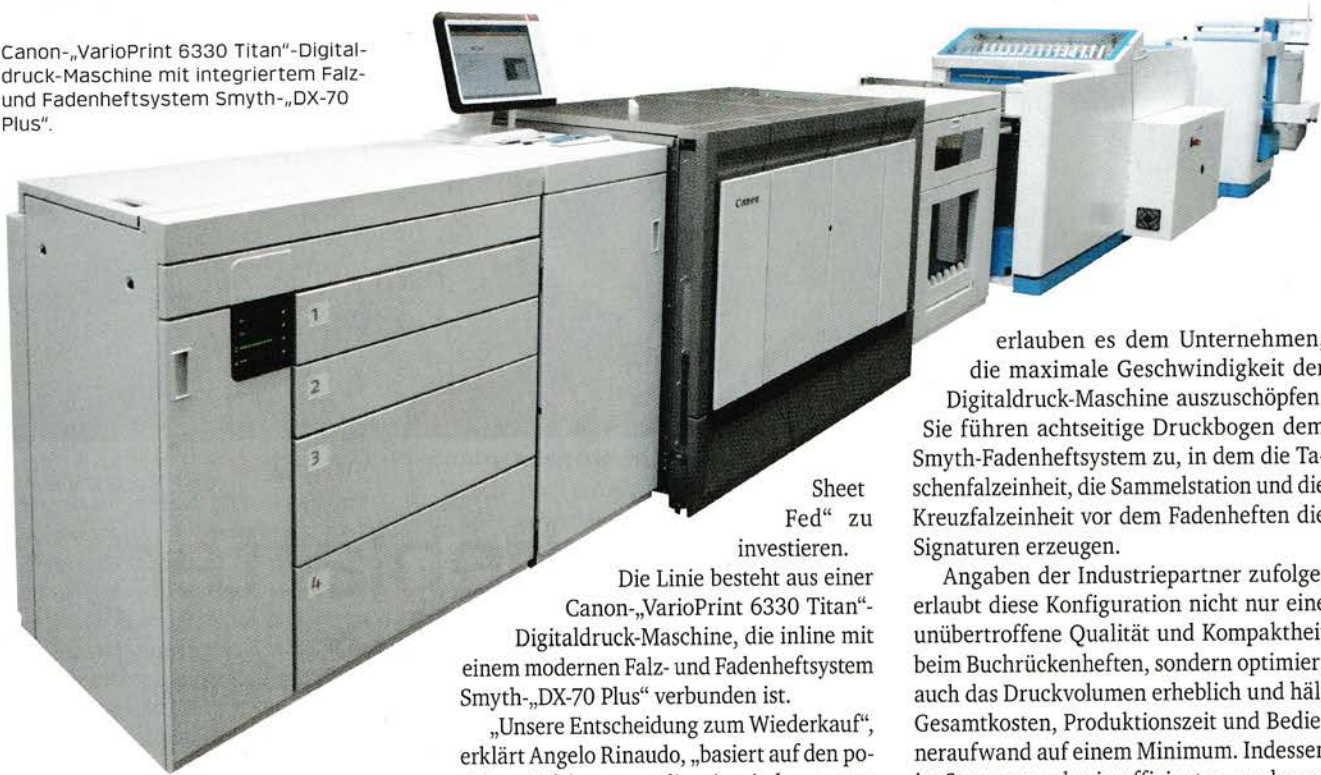 Canon-„VarioPrint 6330 Titan“-Digital-
druck-Maschine mit integriertem Falz-
und Fadenheftsystem Smyth-„DX-70
Plus“.
Canon
1
2
3
4
Sheet
Fed“ zu
investieren.
Die Linie besteht aus einer
Canon-„VarioPrint 6330 Titan“-
Digitaldruck-Maschine, die inline mit
einem modernen Falz- und Fadenheftsystem
Smyth-„DX-70 Plus“ verbunden ist.
„Unsere Entscheidung zum Wiederkauf“,
erklärt Angelo Rinaudo, „basiert auf den po-
erlauben es dem Unternehmen,
die maximale Geschwindigkeit der
Digitaldruck-Maschine auszuschöpfen
Sie führen achtseitige Druckbogen dem
Smyth-Fadenheftsystem zu, in dem die Ta-
schenfalzeinheit, die Sammelstation und die
Kreuzfalzeinheit vor dem Fadenheften die
Signaturen erzeugen.
Angaben der Industriepartner zufolge
erlaubt diese Konfiguration nicht nur eine
unübertroffene Qualität und Kompaktheit
beim Buchrückenheften, sondern optimier
auch das Druckvolumen erheblich und häl
Gesamtkosten, Produktionszeit und Bedie
neraufwand auf einem Minimum. Indessen